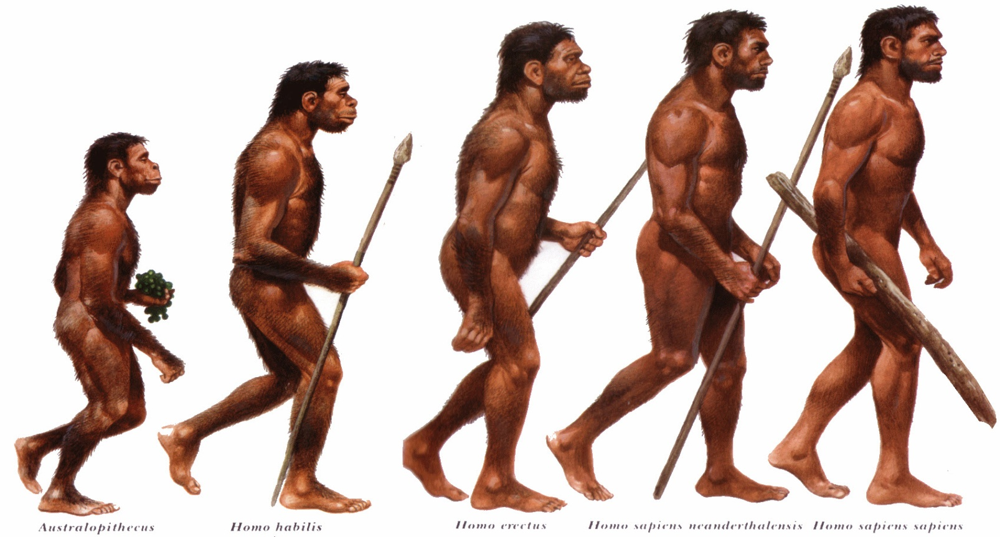 Australopithecus
Homo habilis
Homo erectus
Homo sapiens neanderthalensis
Homo sapiens sapiens